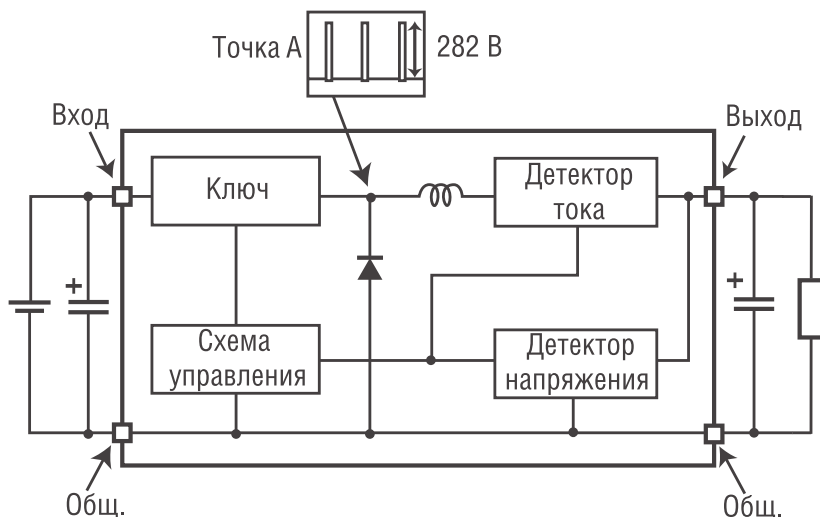 Точка А
282 В
Вход
Выход
Ключ
Детектор
тока
+
+
Схема
управления
Детектор
напряжения
Общ.
Общ.